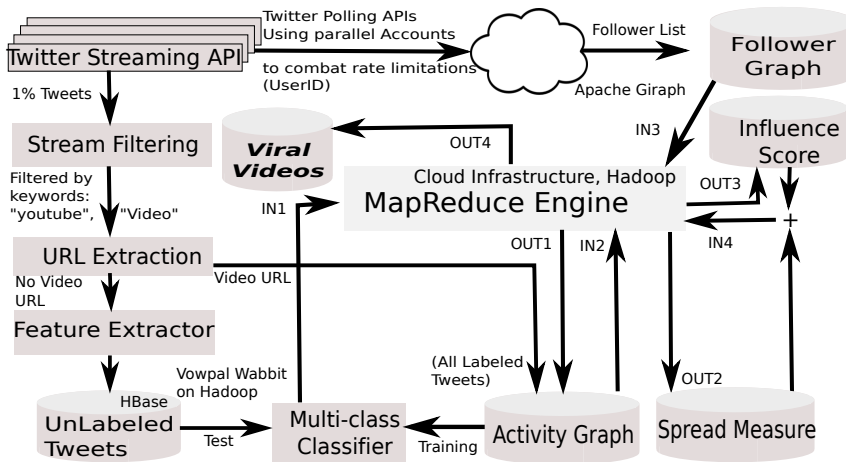 Twitter Streaming API
Twitter Polling APIs
Using parallel Accounts
to combat rate limitations
(UserID)
Follower List
Apache Giraph
Follower
Graph
1% Tweets
Stream Filtering
Viral
Videos
OUT4
IN3
Influence
Score
Cloud Infrastructure, Hadoop
MapReduce Engine
OUT3
Filtered by
keywords:
"youtube", "Video"
IN1
OUT1
IN2
IN4
+
URL Extraction
Video URL
No Video
URL
Feature Extractor
Vowpal Wabbit
on Hadoop
(All Labeled
Tweets)
OUT2
HBase
UnLabeled
Tweets
Test
Multi-class
Classifier
Training
Activity Graph
Spread Measure